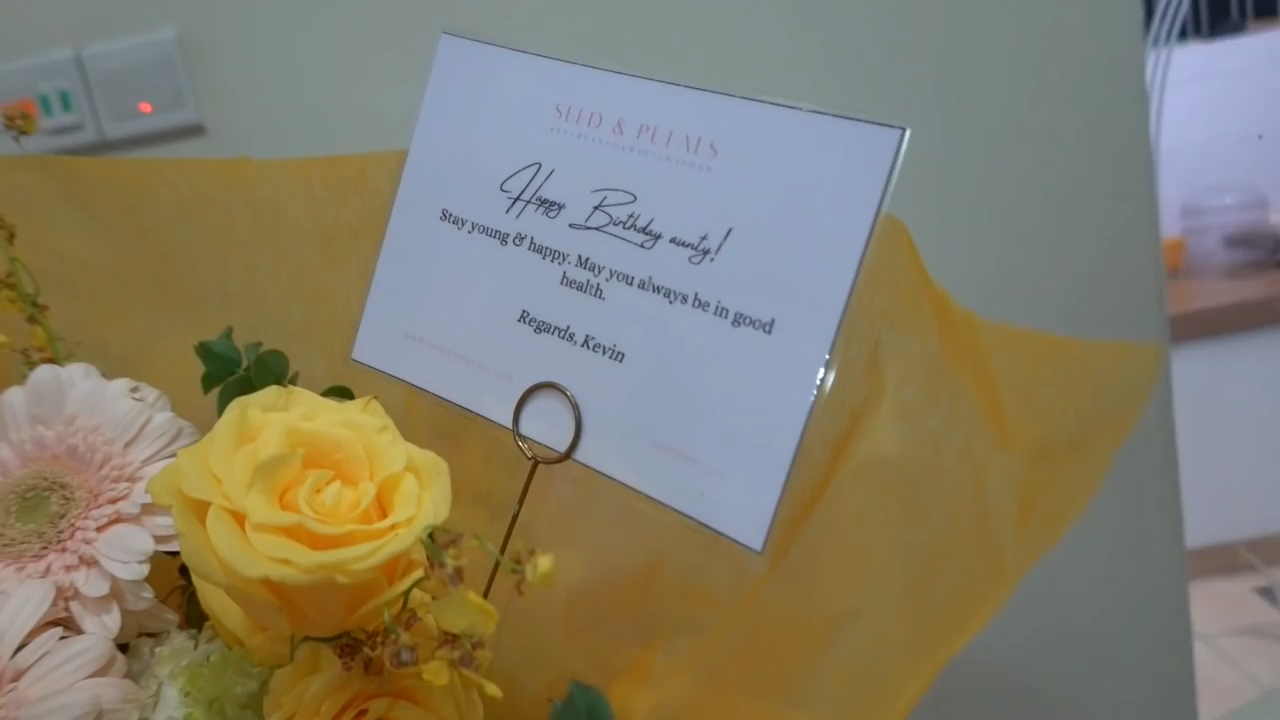 SEED & PETALS
Happy Birthday aunty!
Stay young & happy. May you always be in good
health.
Regards, Kevin